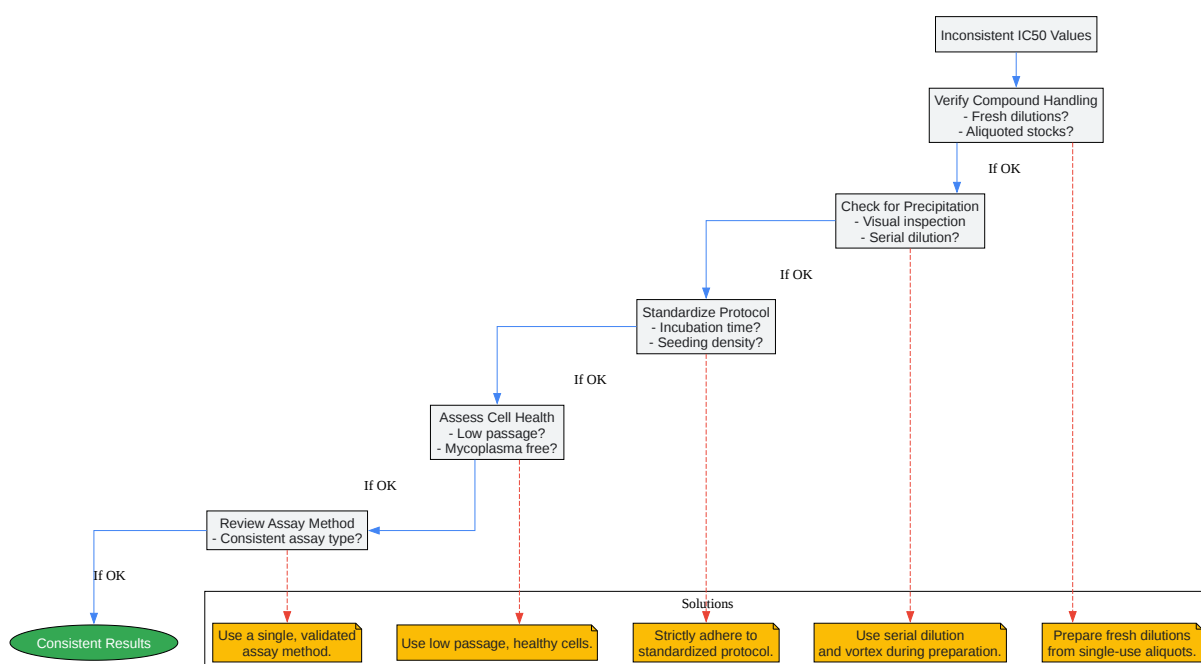 Inconsistent IC50 Values
Verify Compound Handling
- Fresh dilutions?
- Aliquoted stocks?
If OK
Check for Precipitation
- Visual inspection
- Serial dilution?
If OK
Standardize Protocol
- Incubation time?
- Seeding density?
If OK
Assess Cell Health
- Low passage?
- Mycoplasma free?
If OK
Review Assay Method
- Consistent assay type?
If OK
Consistent Results
Solutions
Use a single, validated
assay method.
Use low passage, healthy cells.
Strictly adhere to
standardized protocol.
Use serial dilution
and vortex during preparation.
Prepare fresh dilutions
from single-use aliquots.